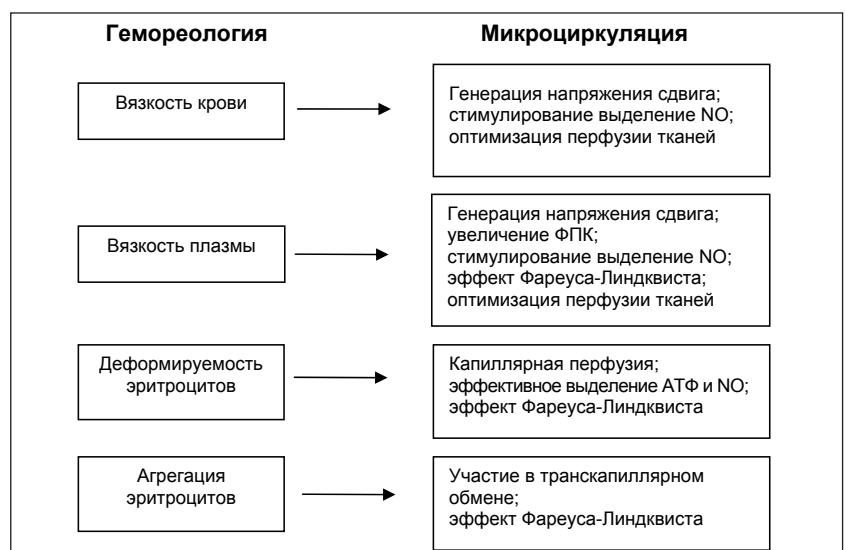 Гемореология
Микроциркуляция
Вязкость крови
Генерация напряжения сдвига;
стимулирование выделение NO;
оптимизация перфузии тканей
Вязкость плазмы
Генерация напряжения сдвига;
увеличение ФПК;
стимулирование выделение NO;
эффект Фареуса-Линдквиста;
оптимизация перфузии тканей
Деформируемость
эритроцитов
Капиллярная перфузия;
эффективное выделение АТФ и NO;
эффект Фареуса-Линдквиста
Агрегация
эритроцитов
Участие в транскапиллярном
обмене;
эффект Фареуса-Линдквиста